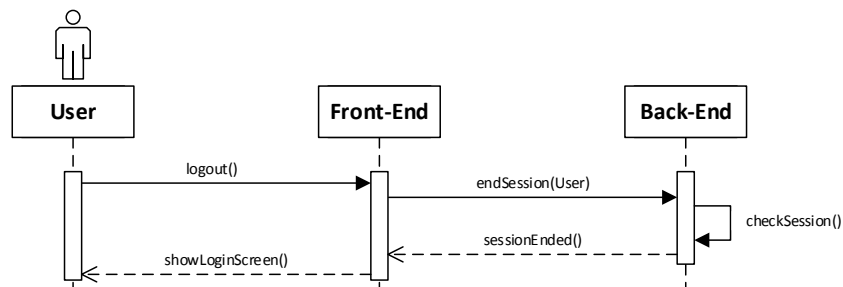 User
Front-End
Back-End
logout()
endSession(User)
checkSession()
sessionEnded()
showLoginScreen()